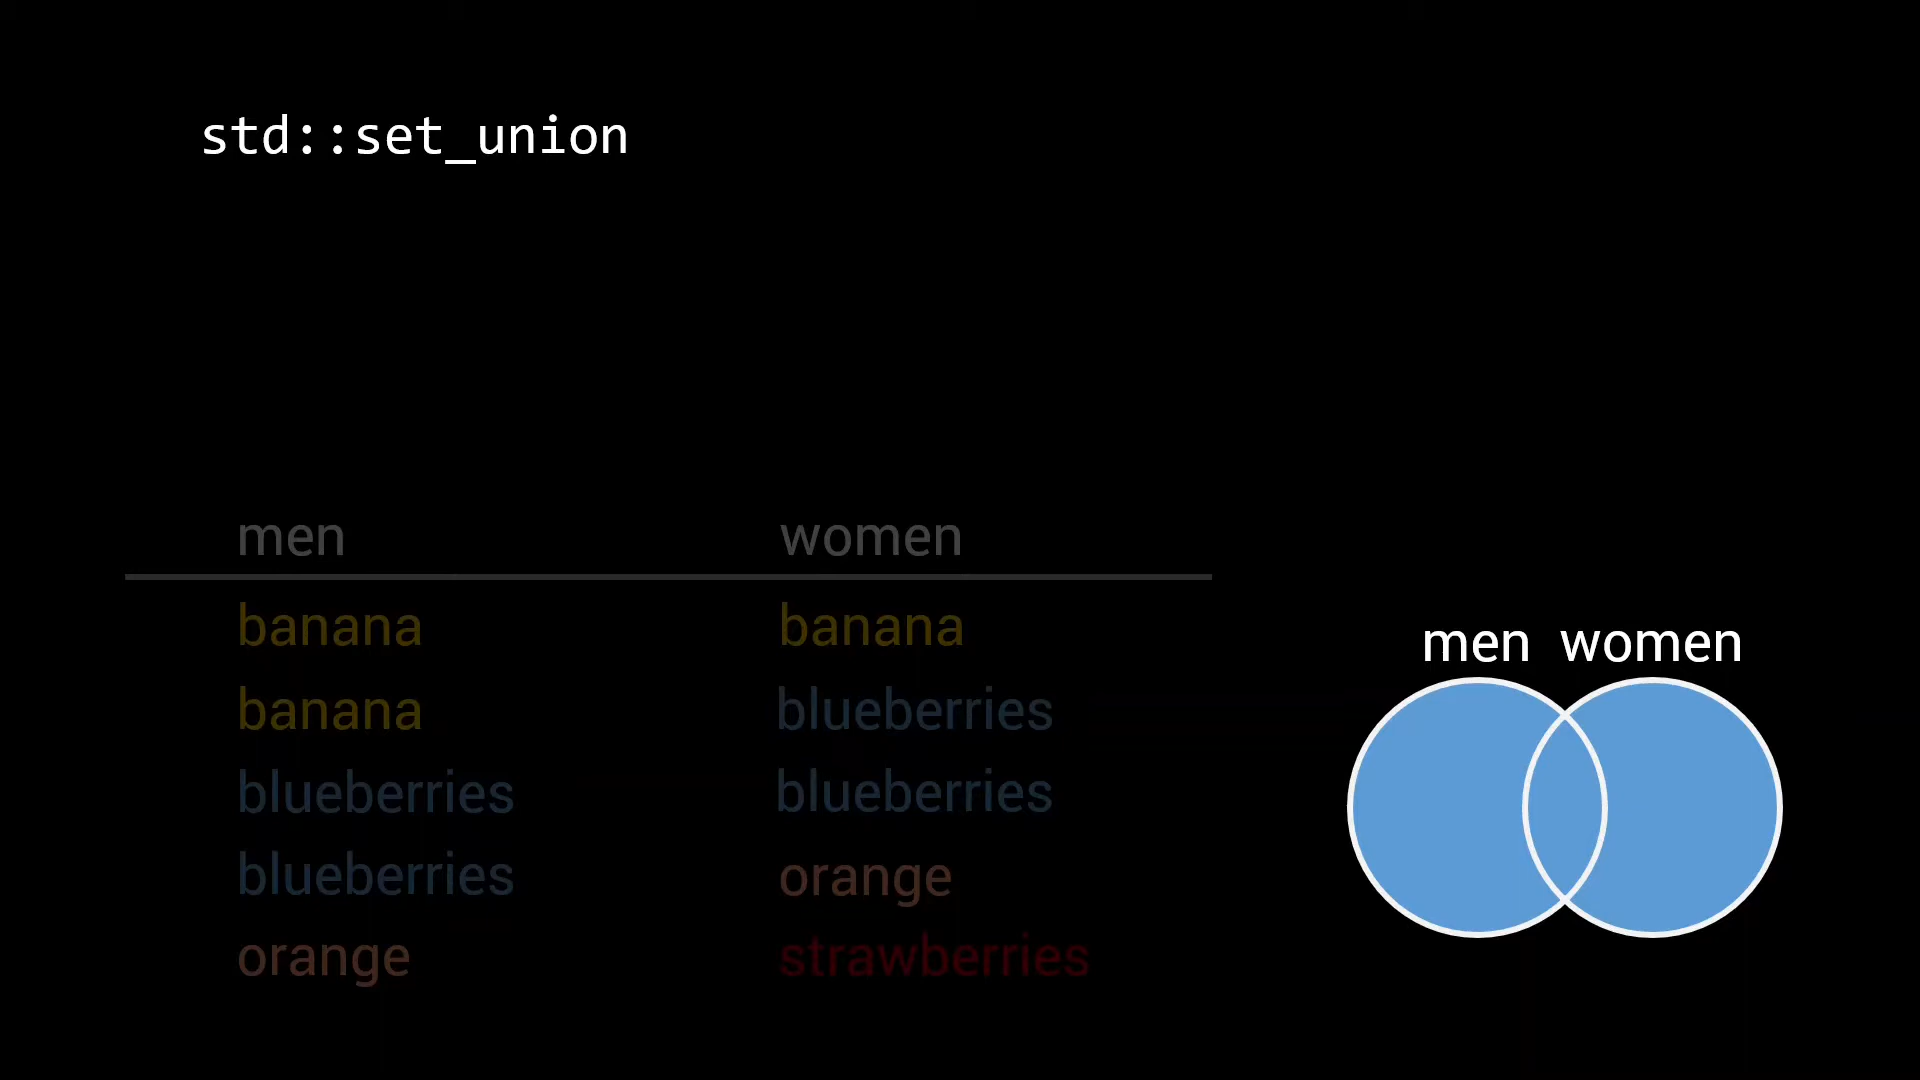 std::set_union
men women
banana banana
banana blueberries
blueberries blueberries
blueberries orange
orange strawberries
men women